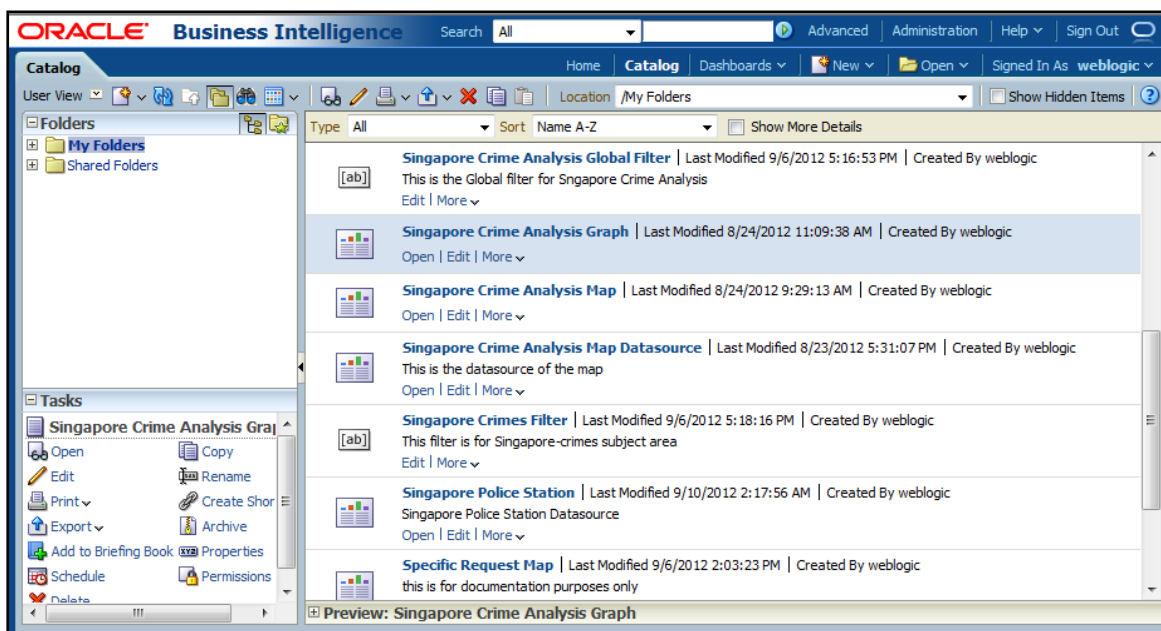 ORACLE Business Intelligence Search All Advanced Administration Help Sign Out
Catalog Home Catalog Dashboards New Open Signed In As weblogic
User View Location /My Folders Show Hidden Items
Folders
My Folders
Shared Folders
Type All Sort Name A-Z Show More Details
[ab]
Singapore Crime Analysis Global Filter | Last Modified 9/6/2012 5:16:53 PM | Created By weblogic
This is the Global filter for Sngapore Crime Analysis
Edit | More
Singapore Crime Analysis Graph | Last Modified 8/24/2012 11:09:38 AM | Created By weblogic
Open | Edit | More
Singapore Crime Analysis Map | Last Modified 8/24/2012 9:29:13 AM | Created By weblogic
Open | Edit | More
Singapore Crime Analysis Map Datasource | Last Modified 8/23/2012 5:31:07 PM | Created By weblogic
This is the datasource of the map
Open | Edit | More
[ab]
Singapore Crimes Filter | Last Modified 9/6/2012 5:18:16 PM | Created By weblogic
This filter is for Singapore-crimes subject area
Edit | More
Singapore Police Station | Last Modified 9/10/2012 2:17:56 AM | Created By weblogic
Singapore Police Station Datasource
Open | Edit | More
Specific Request Map | Last Modified 9/6/2012 2:03:23 PM | Created By weblogic
this is for documentation purposes only
Tasks
Singapore Crime Analysis Gra
Open Copy
Edit Rename
Print Create Shor
Export Archive
Add to Briefing Book Properties
Schedule Permissions
Delete
Preview: Singapore Crime Analysis Graph